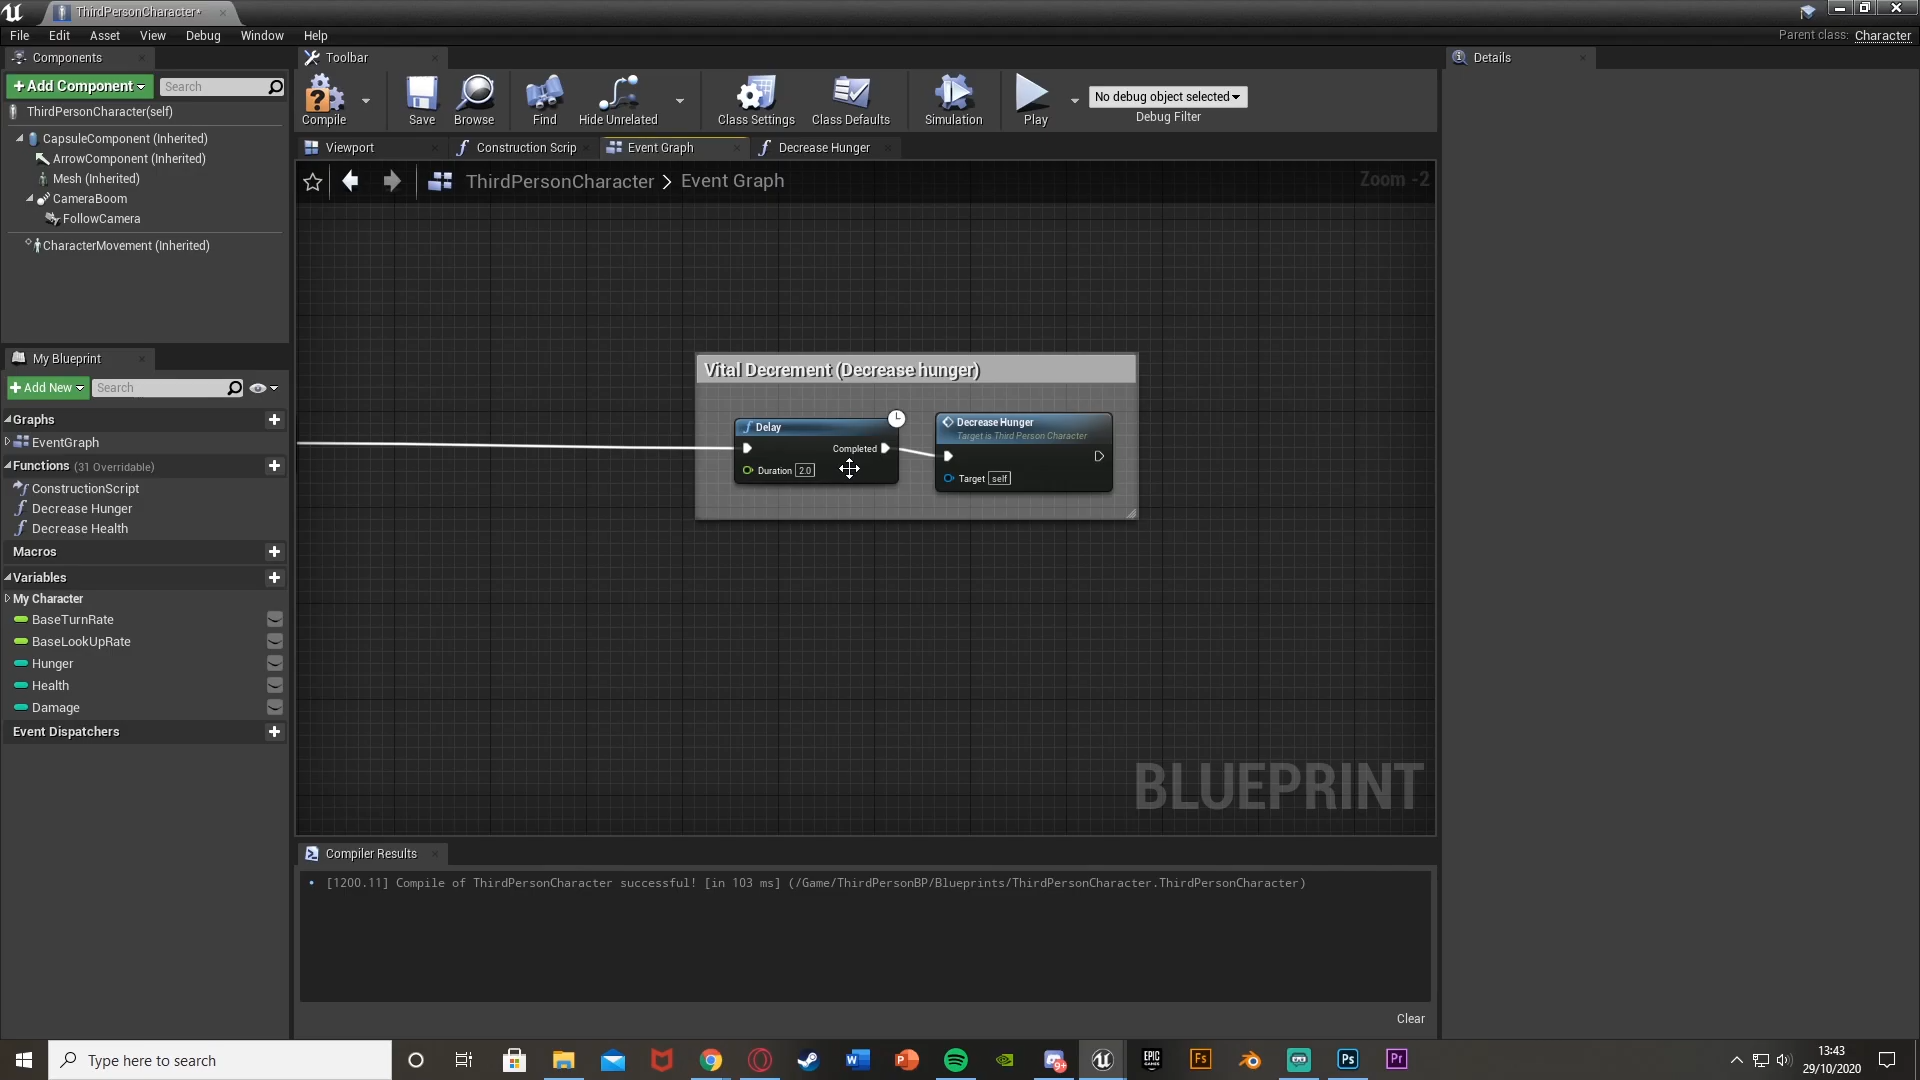 ThirdPersonCharacter*
File Edit Asset View Debug Window Help
Parent class: Character
Components
Toolbar
Details
+Add Component
Search
ThirdPersonCharacter(self)
CapsuleComponent (Inherited)
ArrowComponent (Inherited)
Mesh (Inherited)
CameraBoom
FollowCamera
CharacterMovement (Inherited)
Compile
Save
Browse
Find
Hide Unrelated
Class Settings
Class Defaults
Simulation
Play
No debug object selected
Debug Filter
Viewport
Construction Scrip
Event Graph
Decrease Hunger
ThirdPersonCharacter > Event Graph
Zoom -2
My Blueprint
+Add New
Search
Graphs
EventGraph
Functions (31 Overridable)
ConstructionScript
Decrease Hunger
Decrease Health
Macros
Variables
My Character
BaseTurnRate
BaseLookUpRate
Hunger
Health
Damage
Event Dispatchers
Vital Decrement (Decrease hunger)
Delay
Completed
Duration 2.0
Decrease Hunger
Target is Third Person Character
Target self
BLUEPRINT
Compiler Results
• [1200.11] Compile of ThirdPersonCharacter successful! [in 103 ms] (/Game/ThirdPersonBP/Blueprints/ThirdPersonCharacter.ThirdPersonCharacter)
Clear
Type here to search
W
P
9+
EPIC GAMES
Fs
Ps
Pr
13:43
29/10/2020